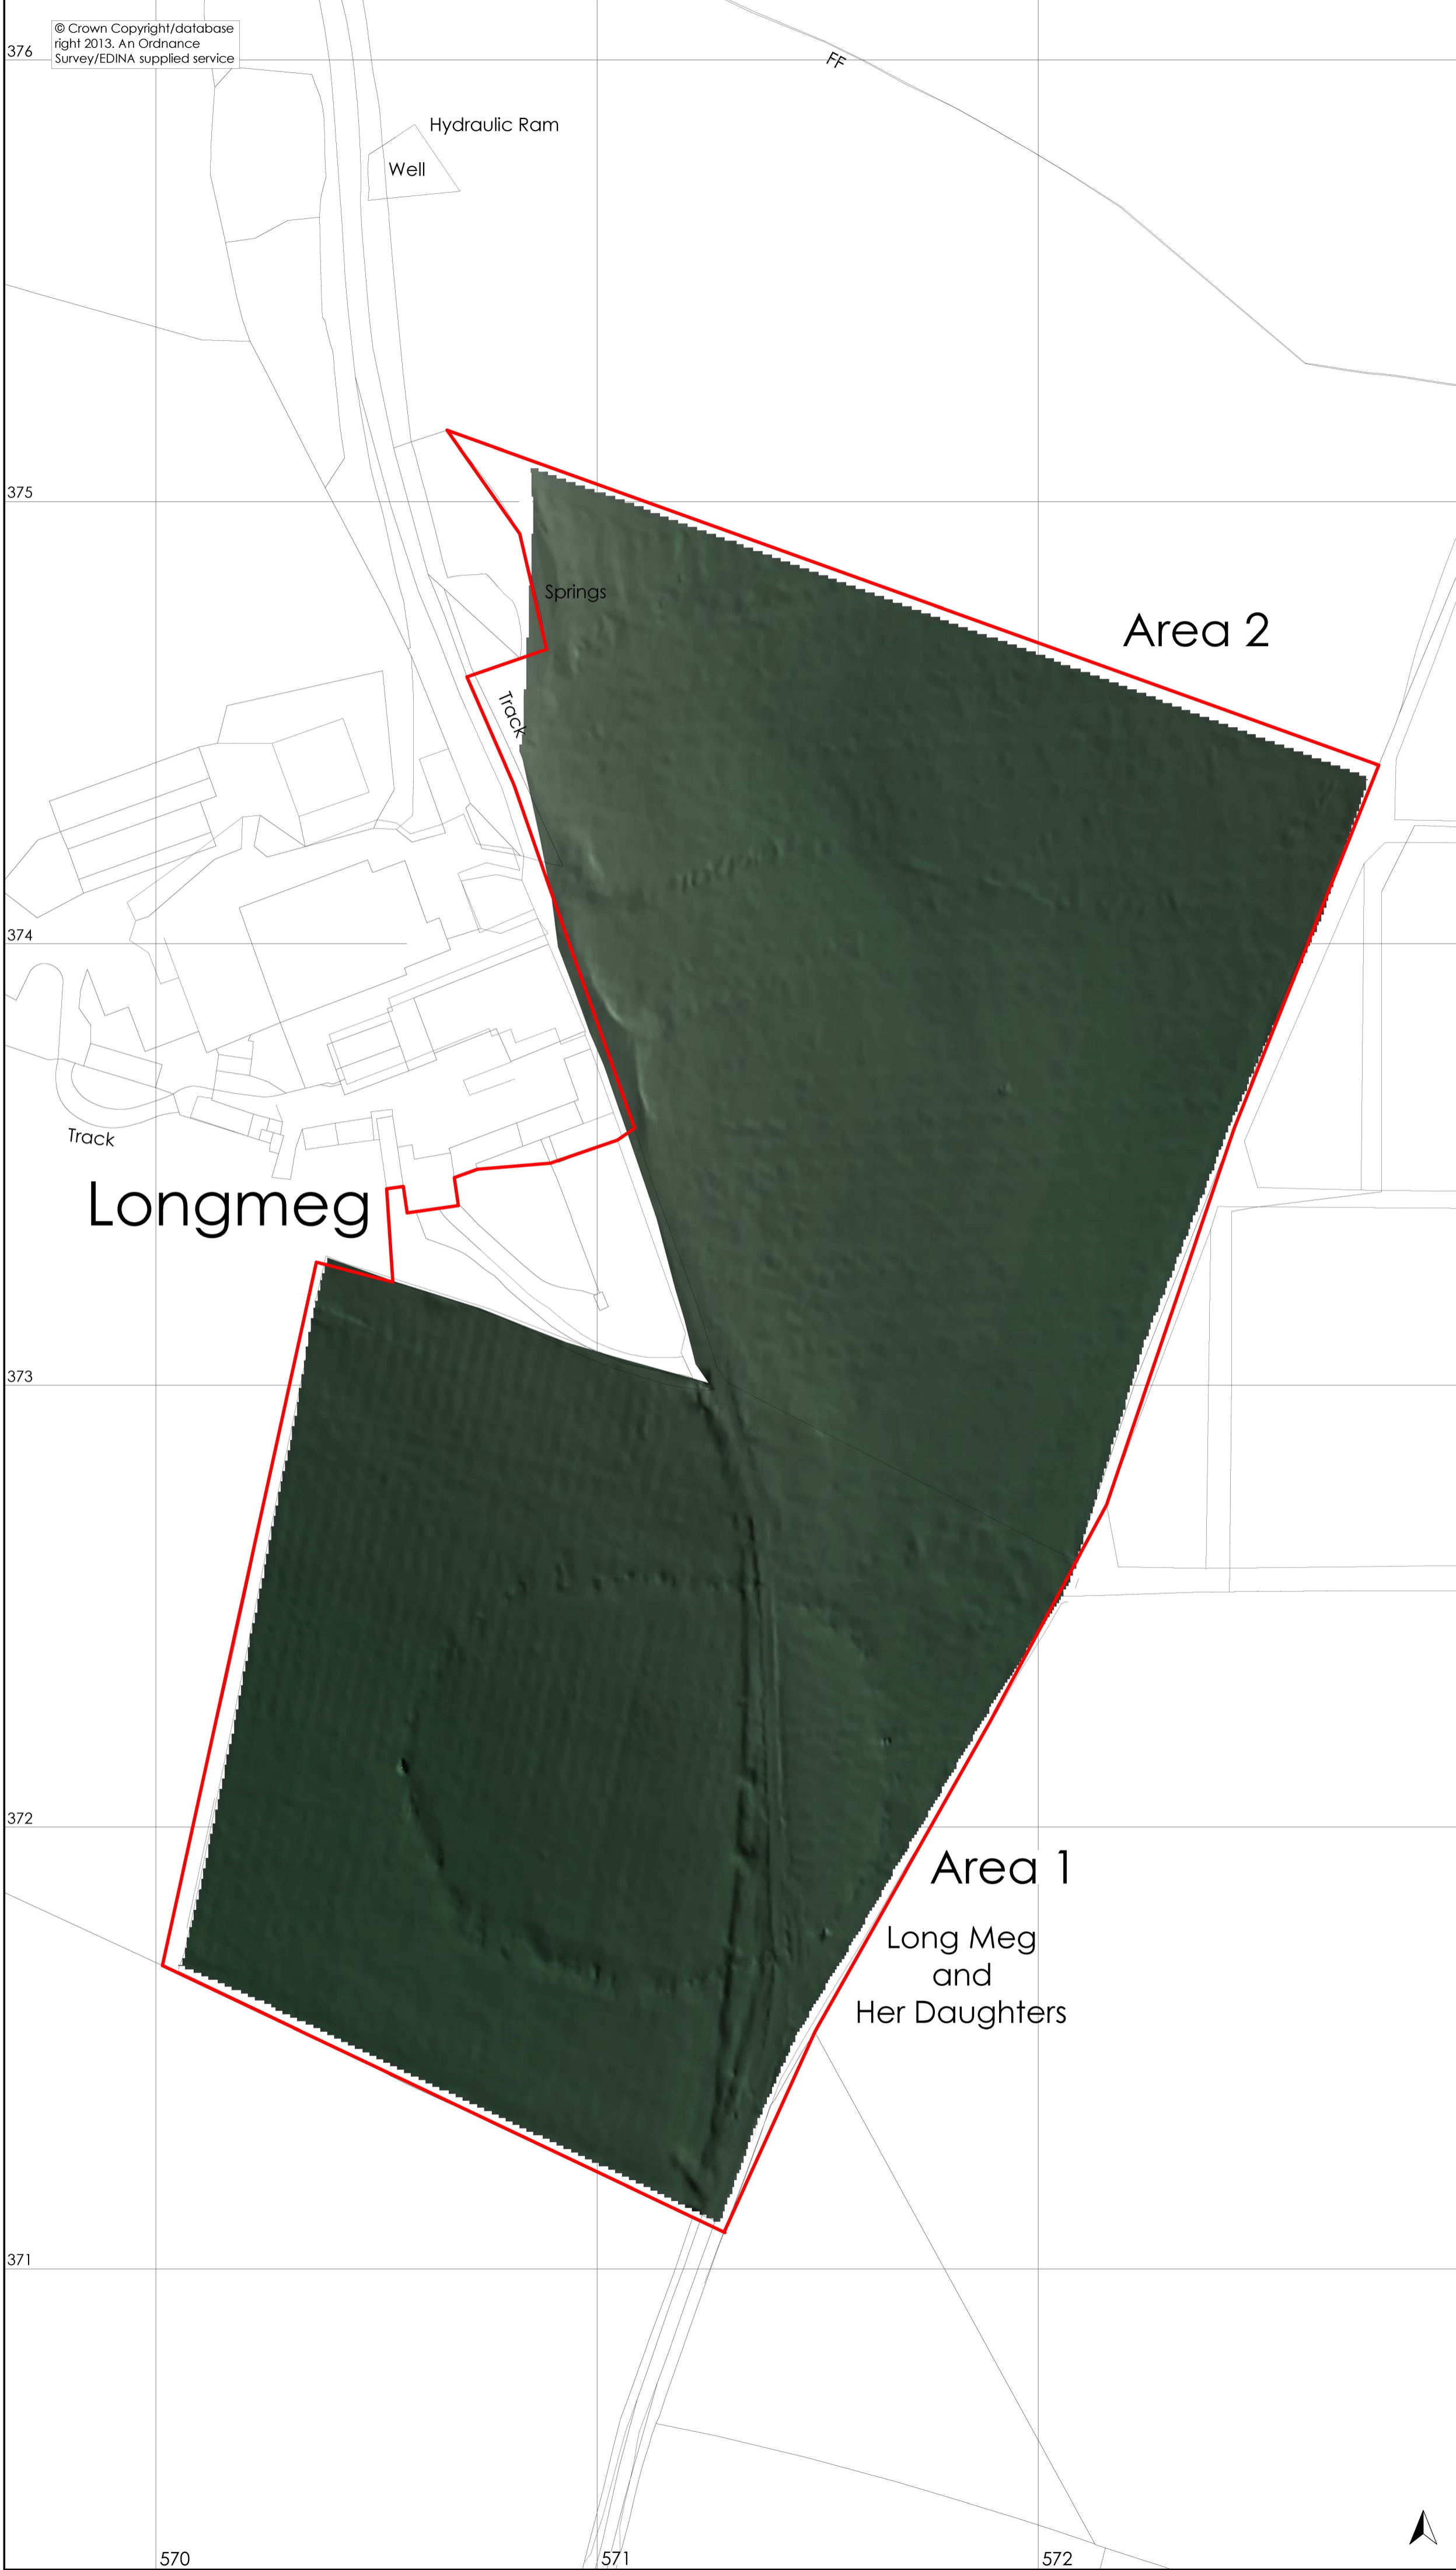 © Crown Copyright/database
right 2013. An Ordnance
Survey/EDINA supplied service
376
FF
Hydraulic Ram
Well
375
Springs
Area 2
Track
374
Track
Longmeg
373
372
Area 1
Long Meg
and
Her Daughters
371
570
571
572